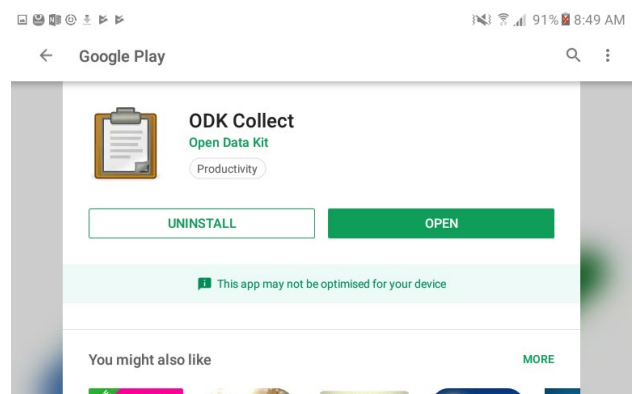 91% 8:49 AM
Google Play
ODK Collect
Open Data Kit
Productivity
UNINSTALL
OPEN
This app may not be optimised for your device
You might also like
MORE